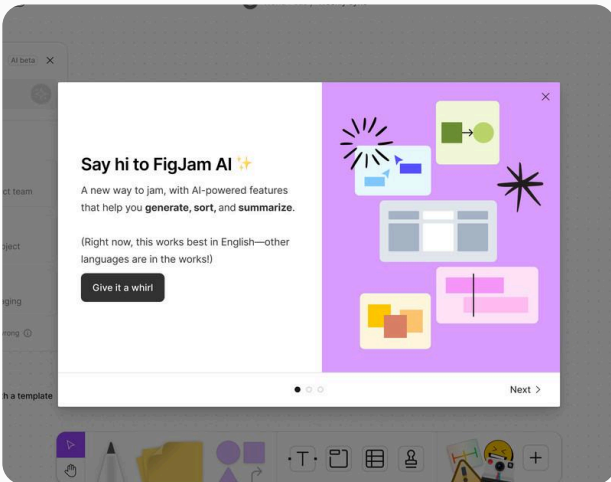 AI beta
Say hi to FigJam AI ✨
A new way to jam, with AI-powered features
that help you generate, sort, and summarize.
(Right now, this works best in English—other
languages are in the works!)
Give it a whirl
ct team
oject
ging
rong
h a template
Next >
T